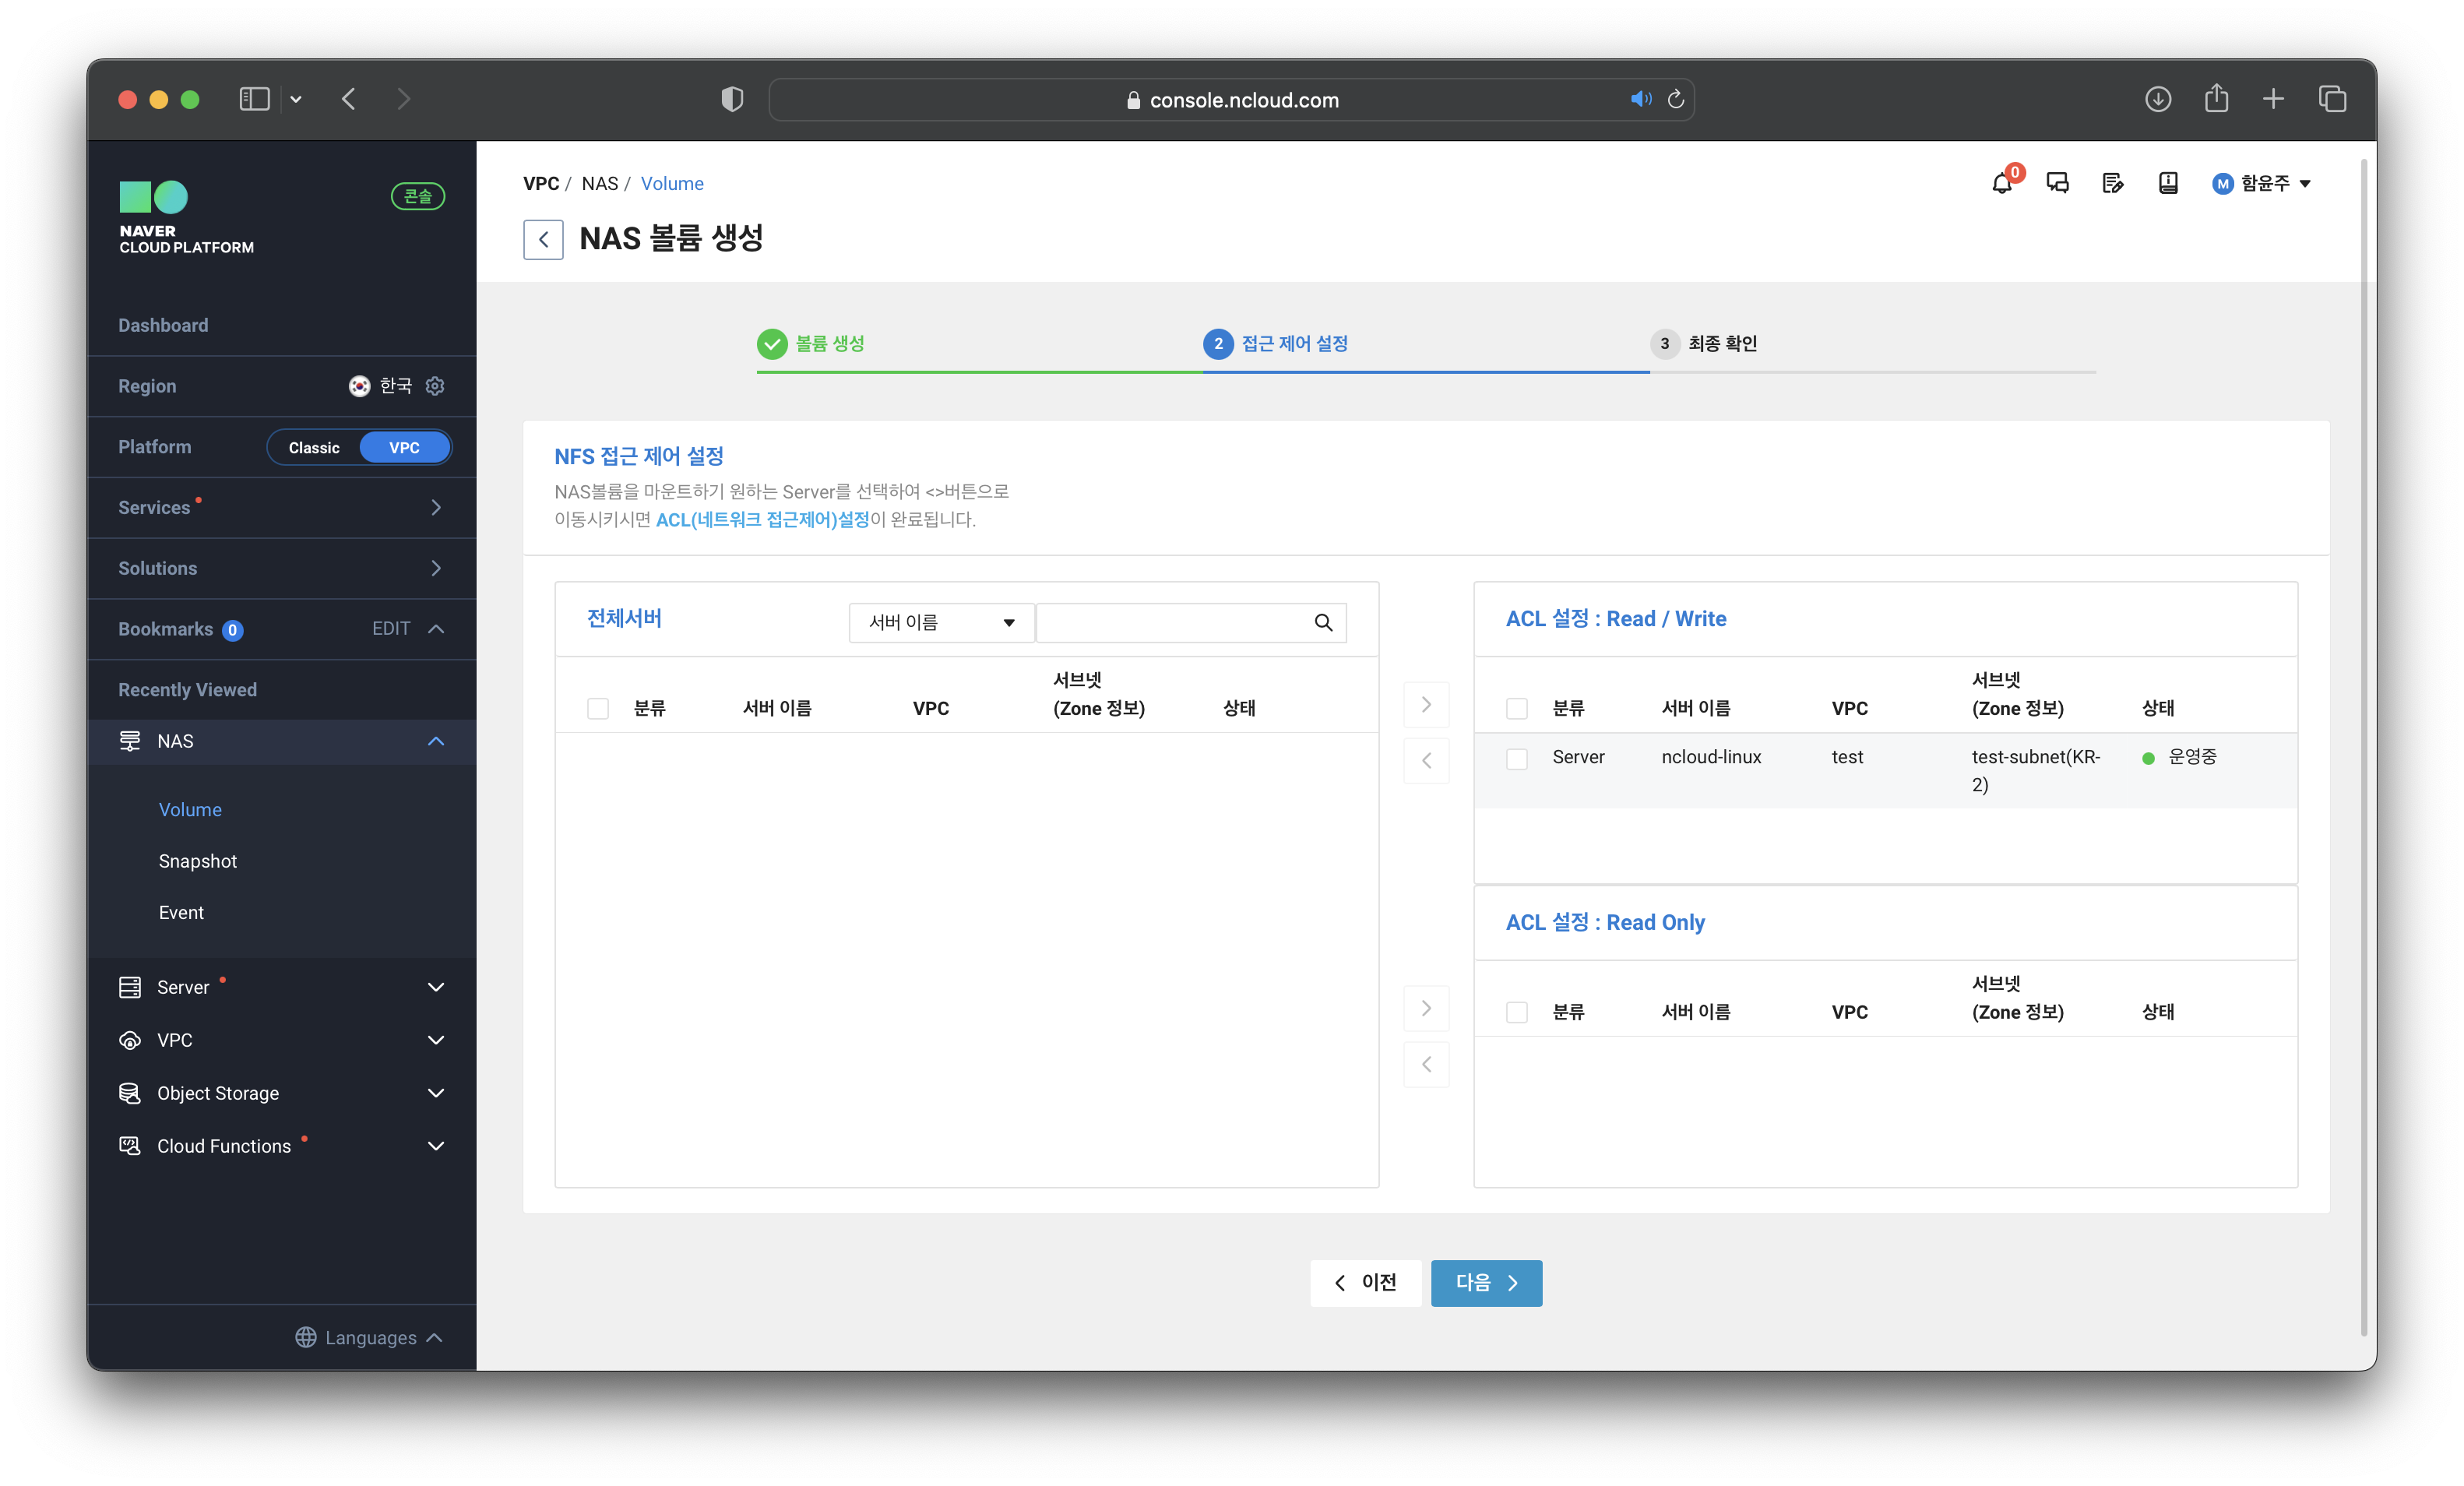 console.ncloud.com
NAVER
CLOUD PLATFORM
콘솔
Dashboard
Region 한국
Platform Classic VPC
Services
Solutions
Bookmarks 0 EDIT
Recently Viewed
NAS
Volume
Snapshot
Event
Server
VPC
Object Storage
Cloud Functions
Languages
VPC / NAS / Volume
0
M 함윤주
NAS 볼륨 생성
볼륨 생성
2 접근 제어 설정
3 최종 확인
NFS 접근 제어 설정
NAS볼륨을 마운트하기 원하는 Server를 선택하여 <>버튼으로
이동시키시면 ACL(네트워크 접근제어)설정이 완료됩니다.
전체서버 서버 이름
분류 서버 이름 VPC 서브넷
(Zone 정보) 상태
ACL 설정 : Read / Write
분류 서버 이름 VPC 서브넷
(Zone 정보) 상태
Server ncloud-linux test test-subnet(KR-
2) 운영중
ACL 설정 : Read Only
분류 서버 이름 VPC 서브넷
(Zone 정보) 상태
이전 다음